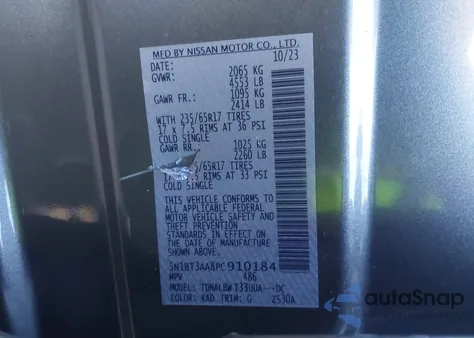 MFD BY NISSAN MOTOR CO., LTD.
DATE: 10/23
GVWR: 2065 KG
4553 LB
GAWR FR.: 1095 KG
2414 LB
WITH 235/65R17 TIRES
17 x 7.5 RIMS AT 36 PSI
COLD SINGLE
GAWR RR. 1025 KG
2260 LB
5/65R17 TIRES
RIMS AT 33 PSI
COLD SINGLE
THIS VEHICLE CONFORMS TO
ALL APPLICABLE FEDERAL
MOTOR VEHICLE SAFETY AND
THEFT PREVENTION
STANDARDS IN EFFECT ON THE
DATE OF MANUFACTURE
SHOWN ABOVE.
5N1BT3AA8PC910184
MPV 486
MODEL:
COLOR: KAD TRIM: G 2530A
autoSnap